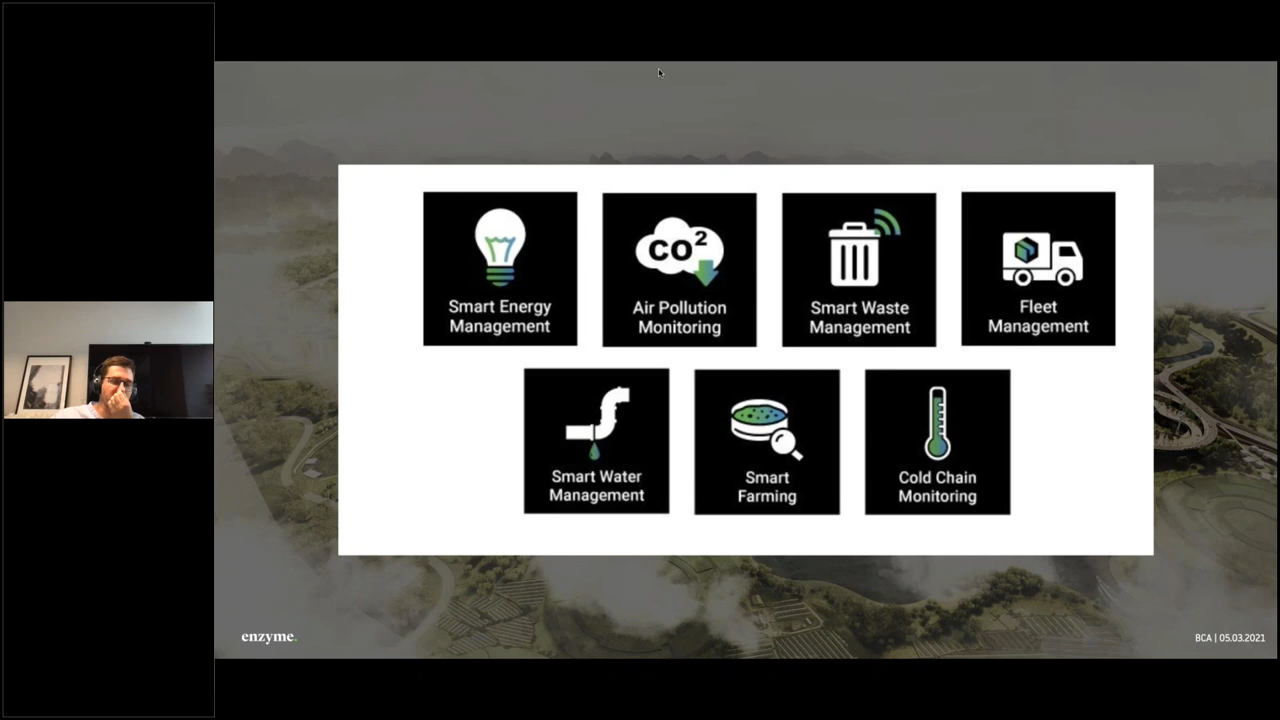 Smart Energy
Management
CO²
Air Pollution
Monitoring
Smart Waste
Management
Fleet
Management
Smart Water
Management
Smart
Farming
Cold Chain
Monitoring
enzyme.
BCA | 05.03.2021